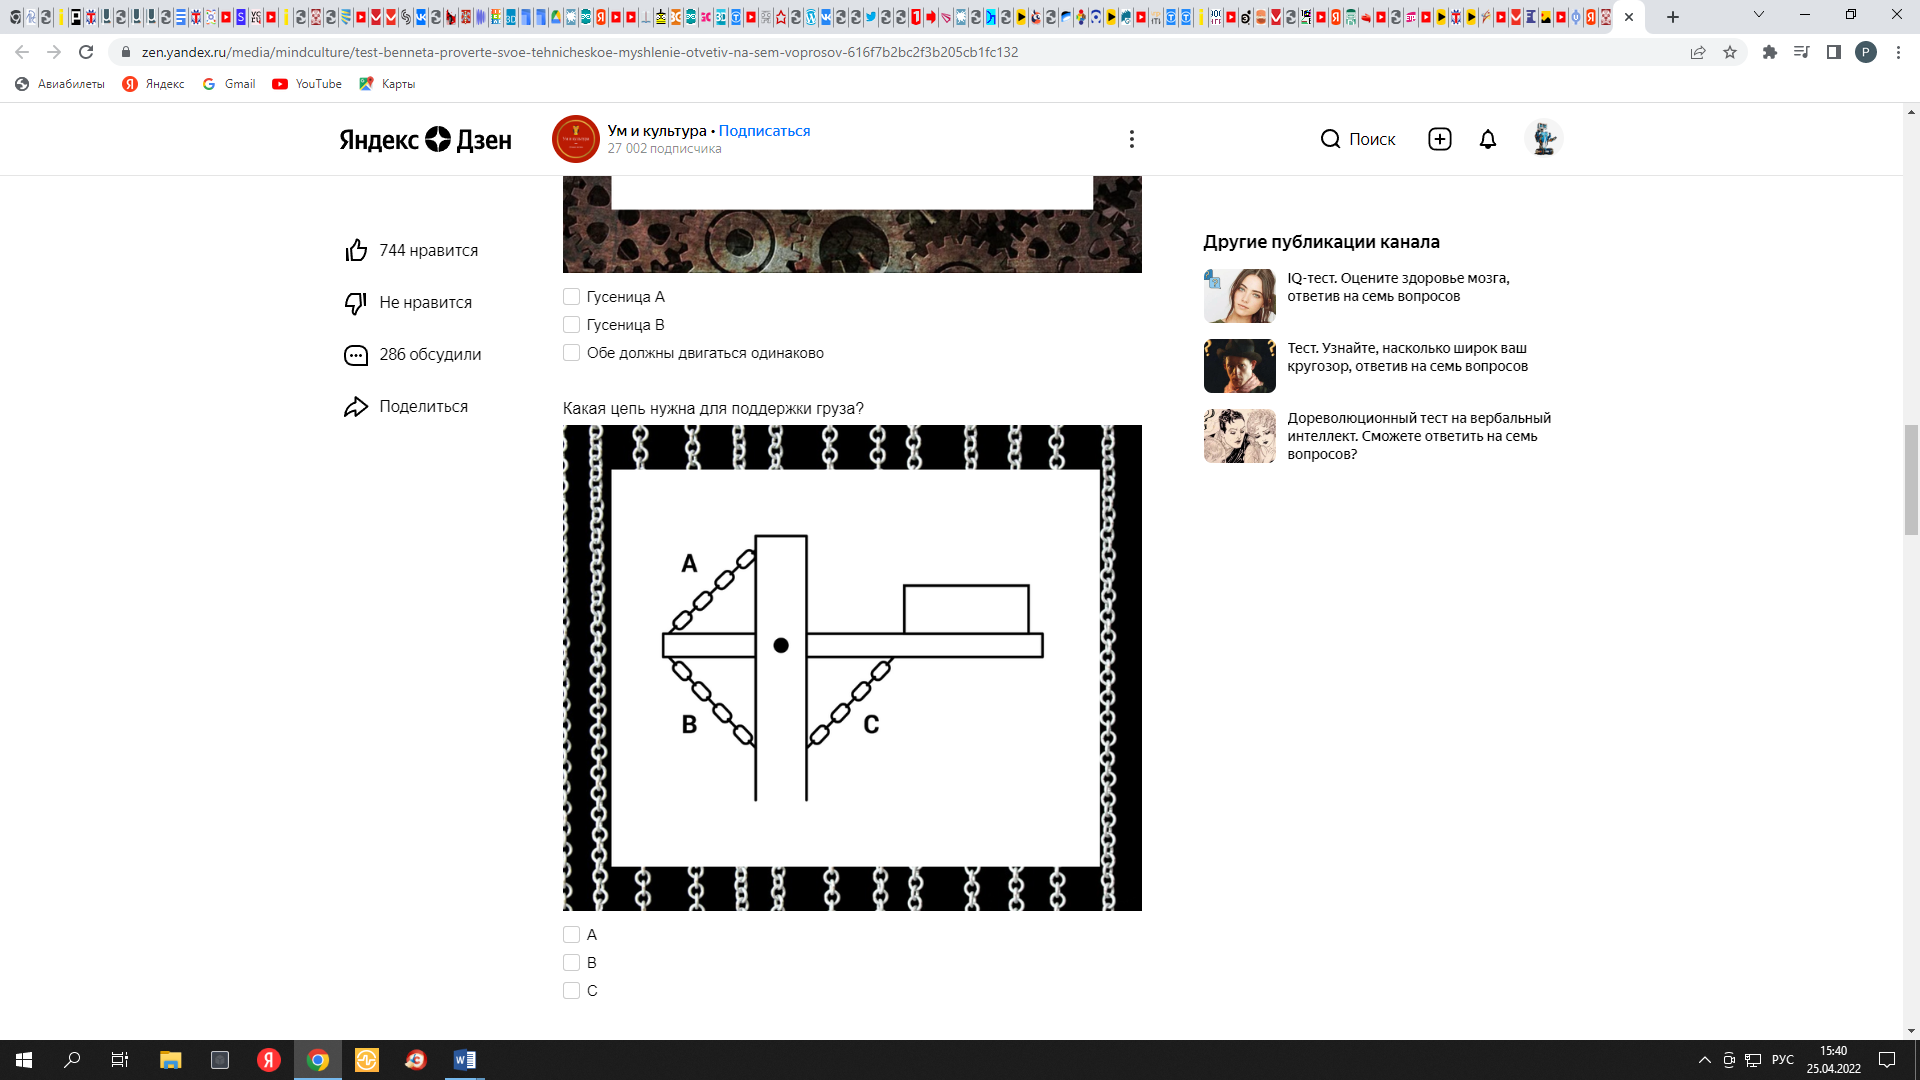 zen.yandex.ru/media/mindculture/test-benneta-proverte-svoe-tehnicheskoe-myshlenie-otvetiv-na-sem-voprosov-616f7b2bc2f3b205cb1fc132
P
Авиабилеты
Яндекс
Gmail
YouTube
Карты
Яндекс Дзен
Ум и культура • Подписаться
27 002 подписчика
Поиск
744 нравится
Не нравится
286 обсудили
Поделиться
Гусеница А
Гусеница В
Обе должны двигаться одинаково
Какая цепь нужна для поддержки груза?
A
B
C
A
B
C
Другие публикации канала
IQ-тест. Оцените здоровье мозга,
ответив на семь вопросов
Тест. Узнайте, насколько широк ваш
кругозор, ответив на семь вопросов
Дореволюционный тест на вербальный
интеллект. Сможете ответить на семь
вопросов?
РУС
15:40
25.04.2022